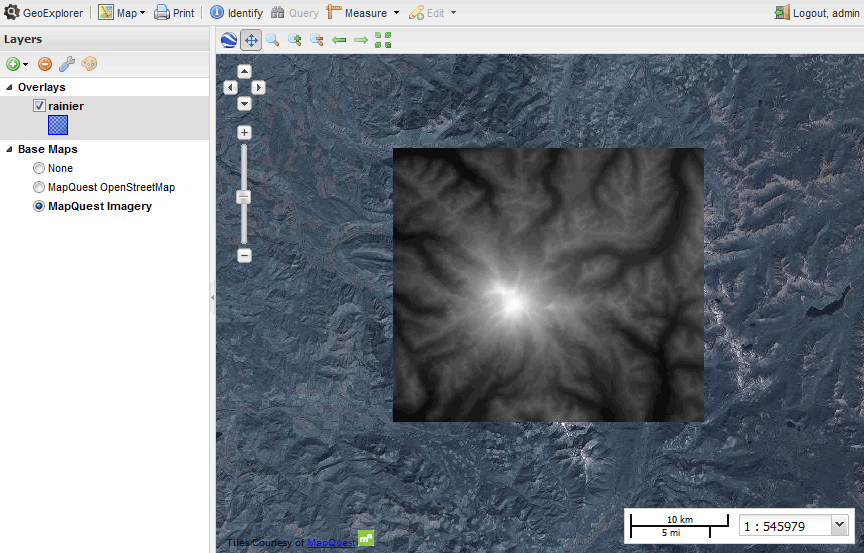 GeoExplorer Map Print Identify Query Measure Edit Logout, admin
Layers
Overlays
rainier
Base Maps
None
MapQuest OpenStreetMap
MapQuest Imagery
10 km
5 mi
1 : 545979
Tiles Courtesy of MapQuest